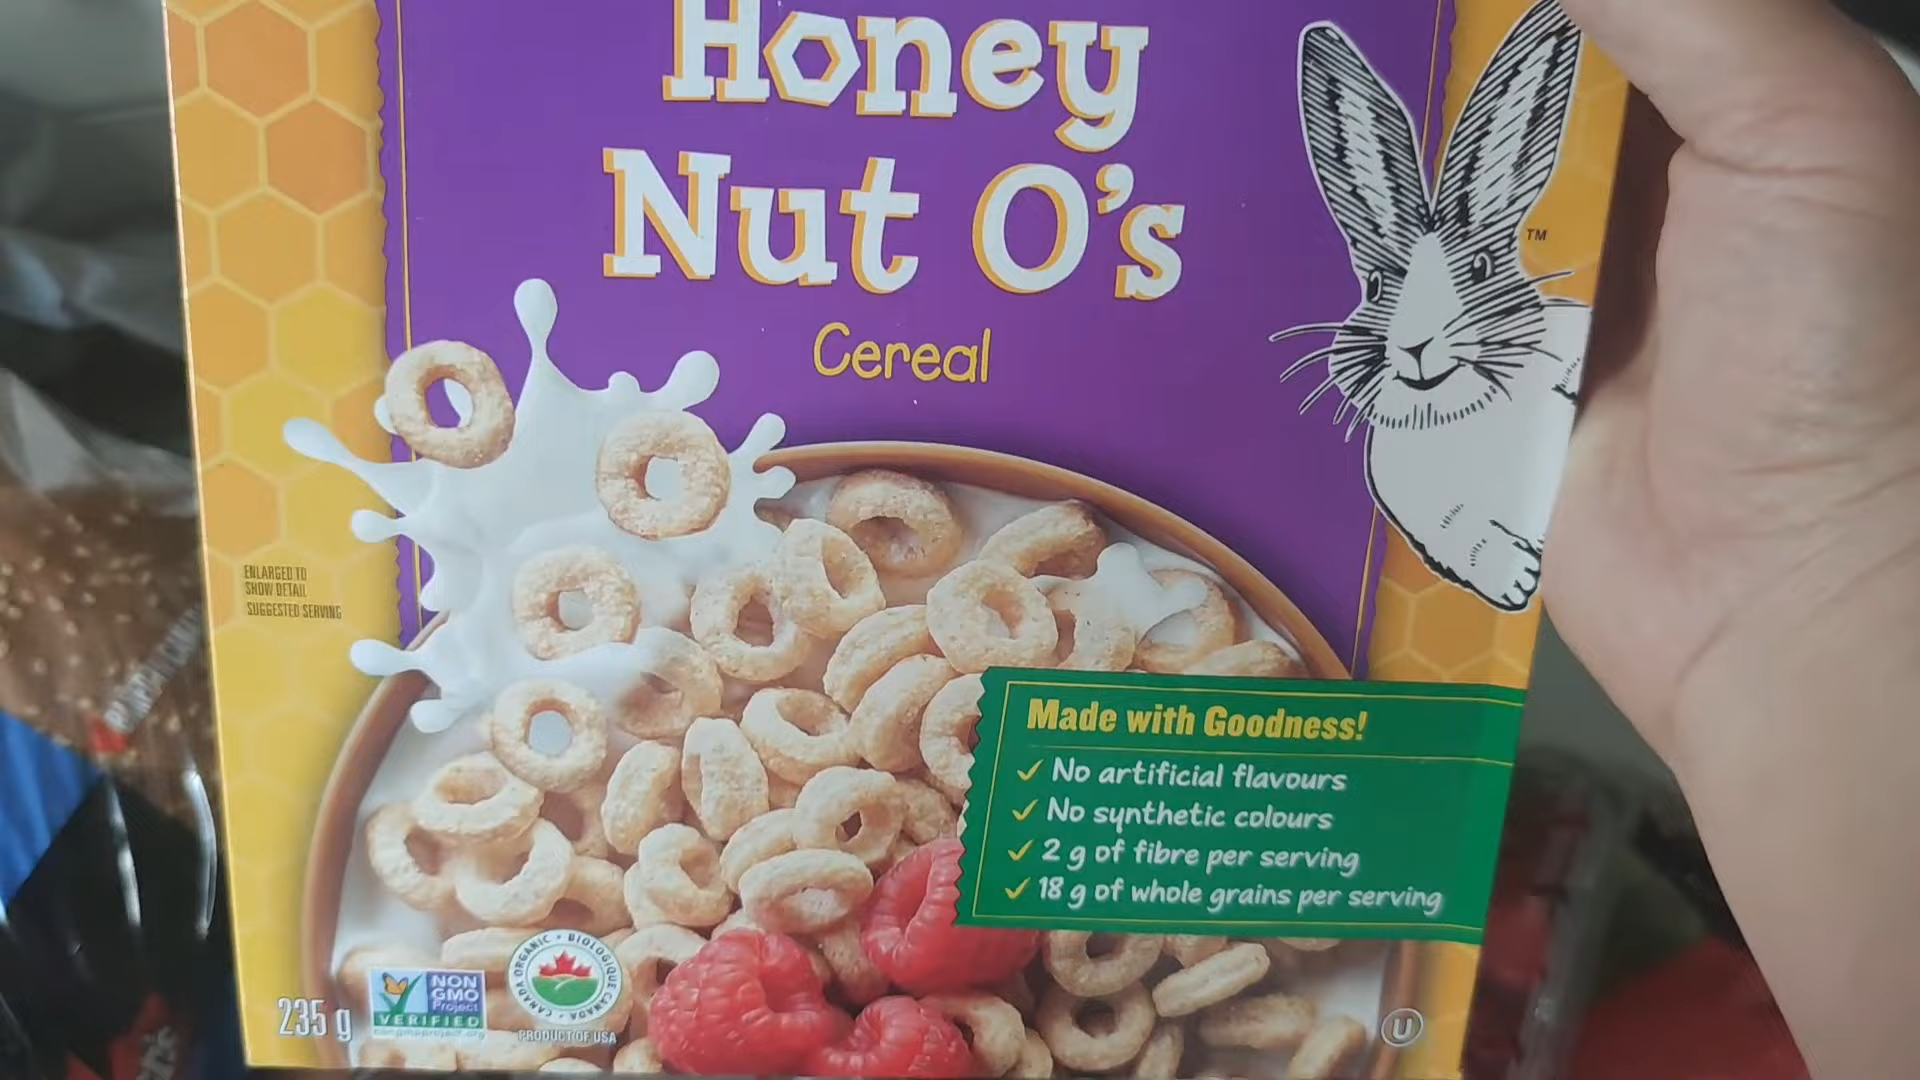 Honey
Nut O's
Cereal
TM
ENLARGED TO
SHOW DETAIL
SUGGESTED SERVING
Made with Goodness!
✓ No artificial flavours
✓ No synthetic colours
✓ 2 g of fibre per serving
✓ 18 g of whole grains per serving
235 g
NON
GMO
Project
VERIFIED
nongmoproject.org
CANADA ORGANIC • BIOLOGIQUE CANADA •
PRODUCT OF USA
U